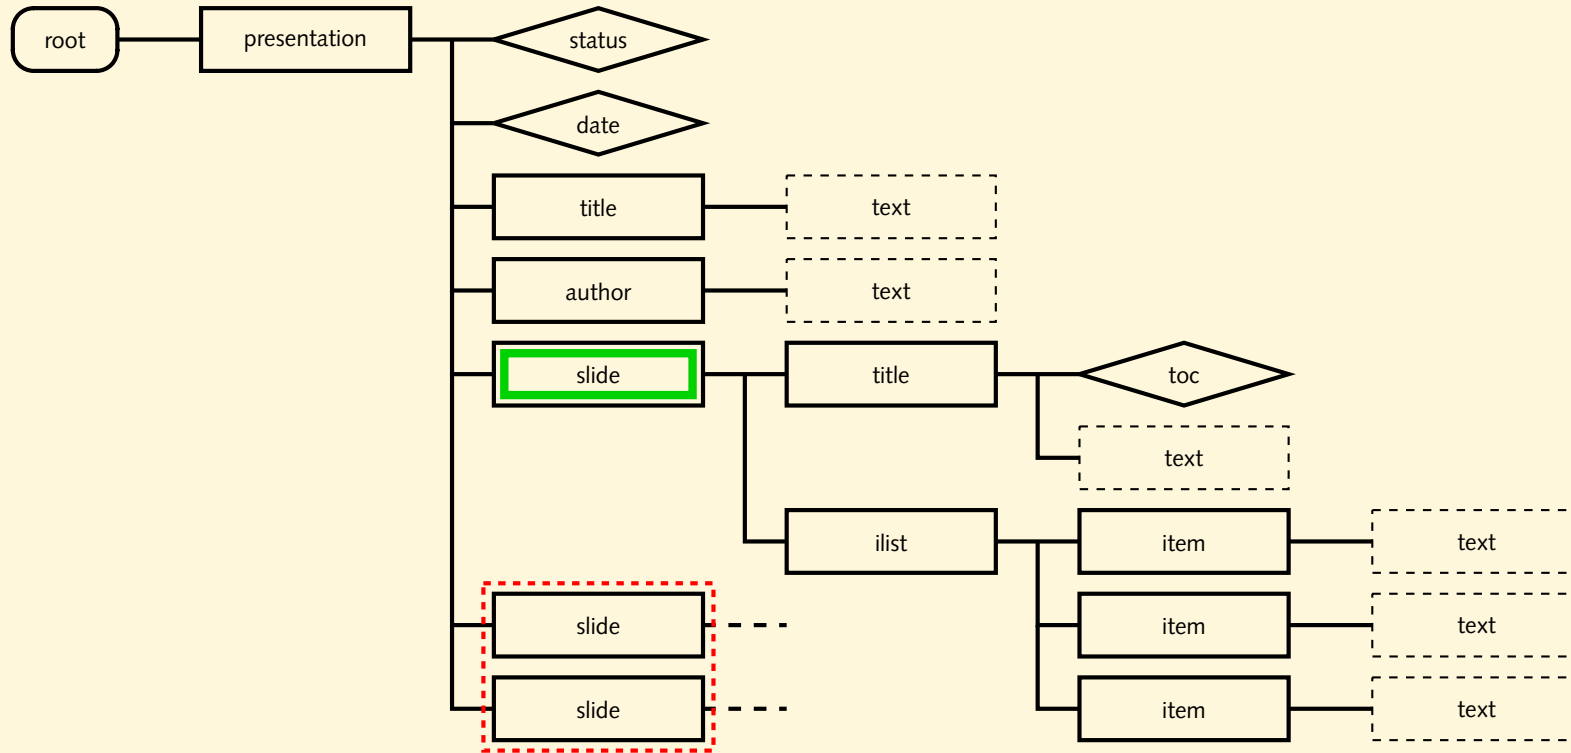 root presentation status
date
title text
author text
slide title toc
text
ilist item text
slide item text
slide item text